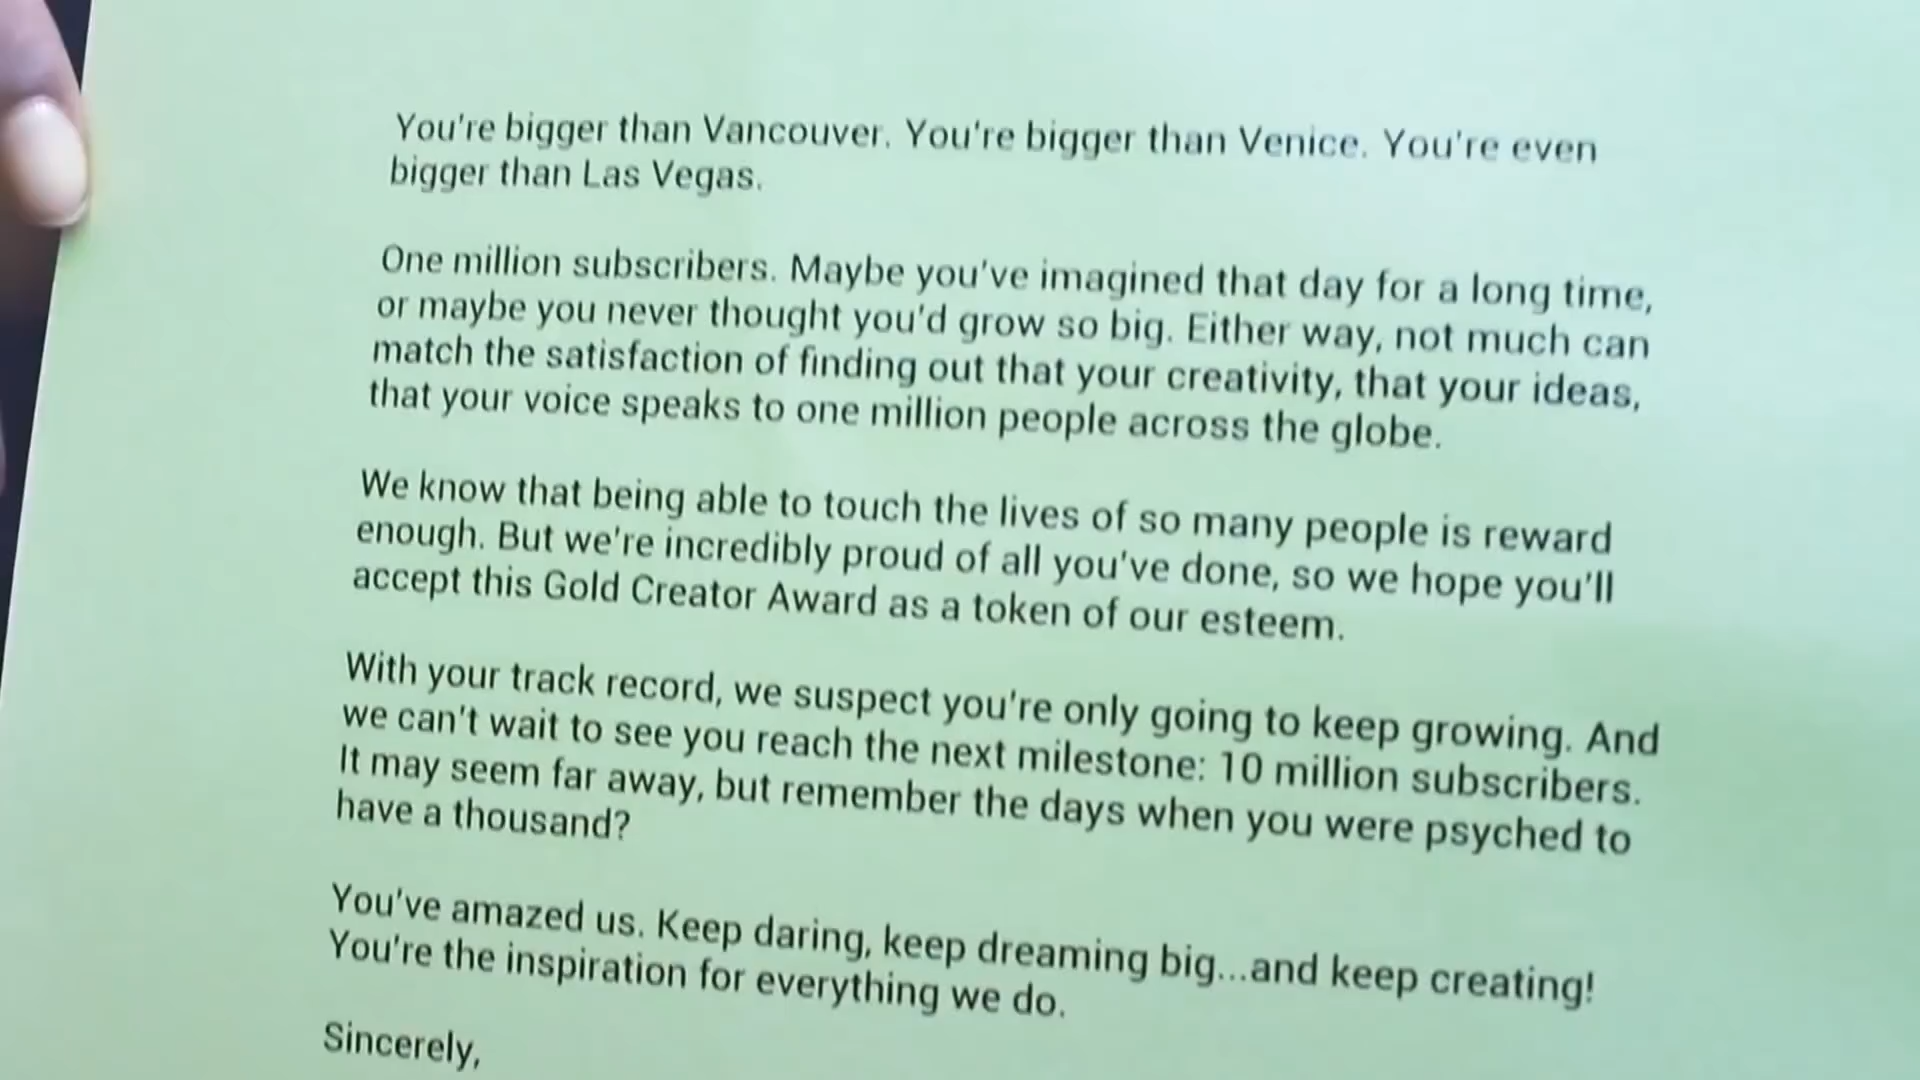 You're bigger than Vancouver. You're bigger than Venice. You're even
bigger than Las Vegas.
One million subscribers. Maybe you've imagined that day for a long time,
or maybe you never thought you'd grow so big. Either way, not much can
match the satisfaction of finding out that your creativity, that your ideas,
that your voice speaks to one million people across the globe.
We know that being able to touch the lives of so many people is reward
enough. But we're incredibly proud of all you've done, so we hope you'll
accept this Gold Creator Award as a token of our esteem.
With your track record, we suspect you're only going to keep growing. And
we can't wait to see you reach the next milestone: 10 million subscribers.
It may seem far away, but remember the days when you were psyched to
have a thousand?
You've amazed us. Keep daring, keep dreaming big...and keep creating!
You're the inspiration for everything we do.
Sincerely,